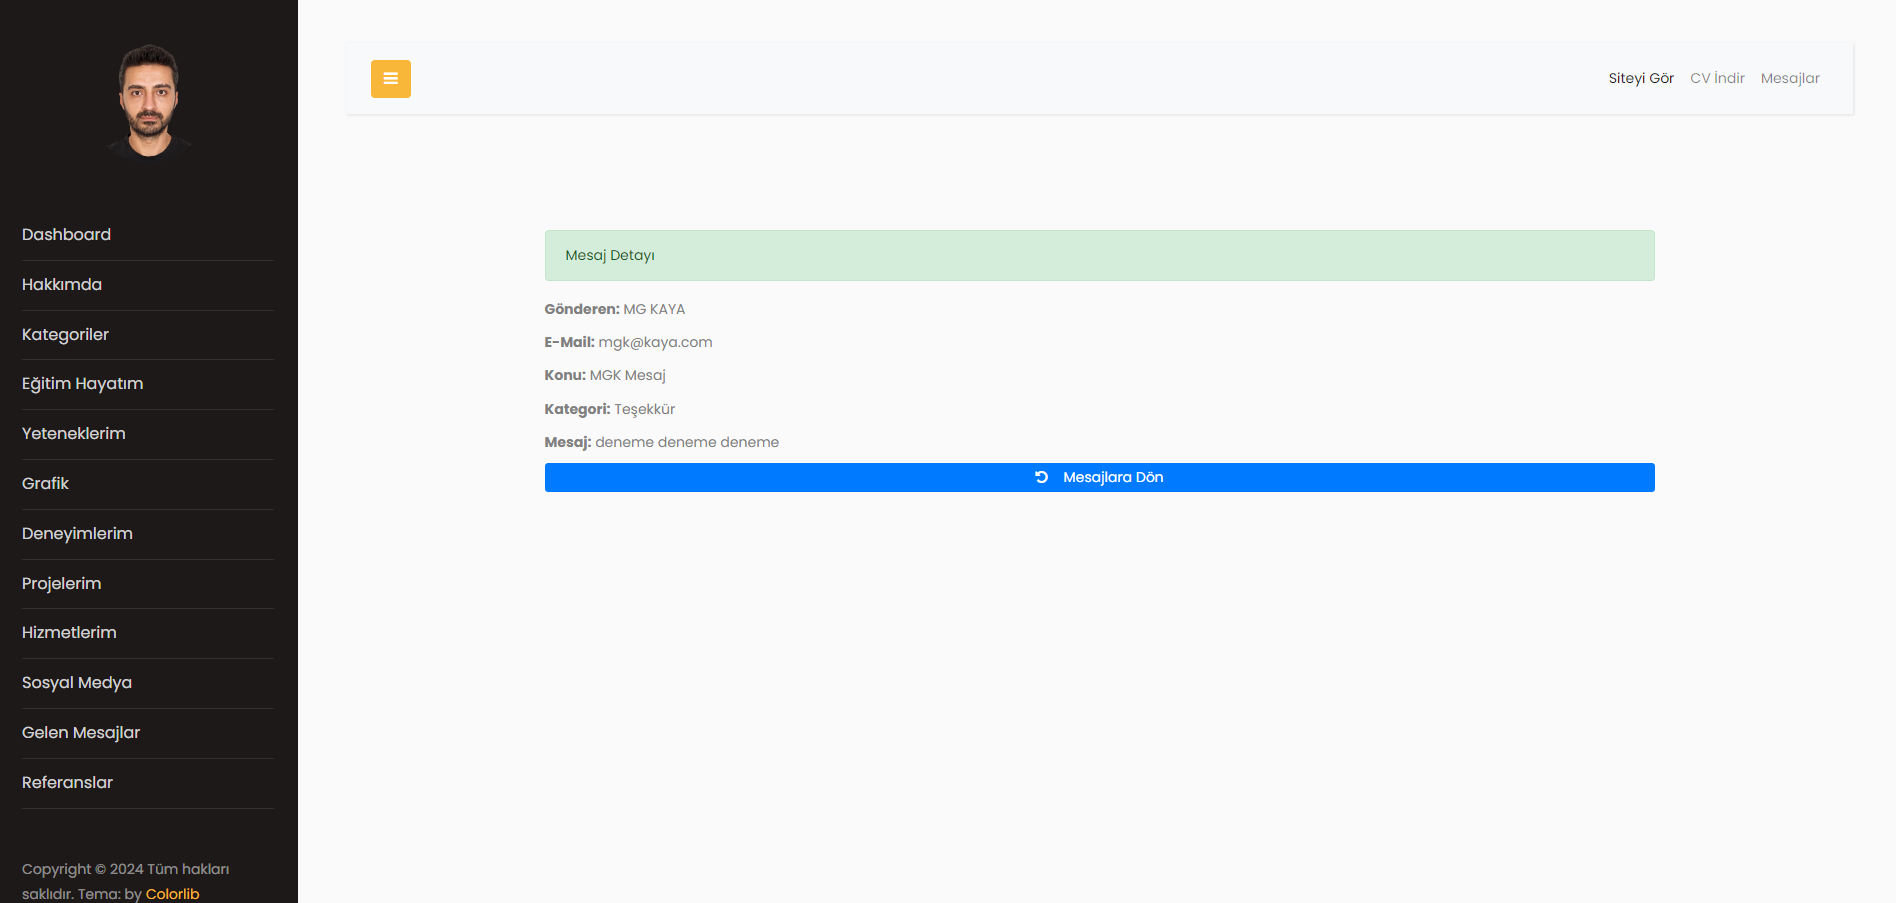 Dashboard
Hakkımda
Kategoriler
Eğitim Hayatım
Yeteneklerim
Grafik
Deneyimlerim
Projelerim
Hizmetlerim
Sosyal Medya
Gelen Mesajlar
Referanslar
Copyright © 2024 Tüm hakları
saklıdır. Tema: by Colorlib
Siteyi Gör CV İndir Mesajlar
Mesaj Detayı
Gönderen: MG KAYA
E-Mail: mgk@kaya.com
Konu: MGK Mesaj
Kategori: Teşekkür
Mesaj: deneme deneme deneme
Mesajlara Dön